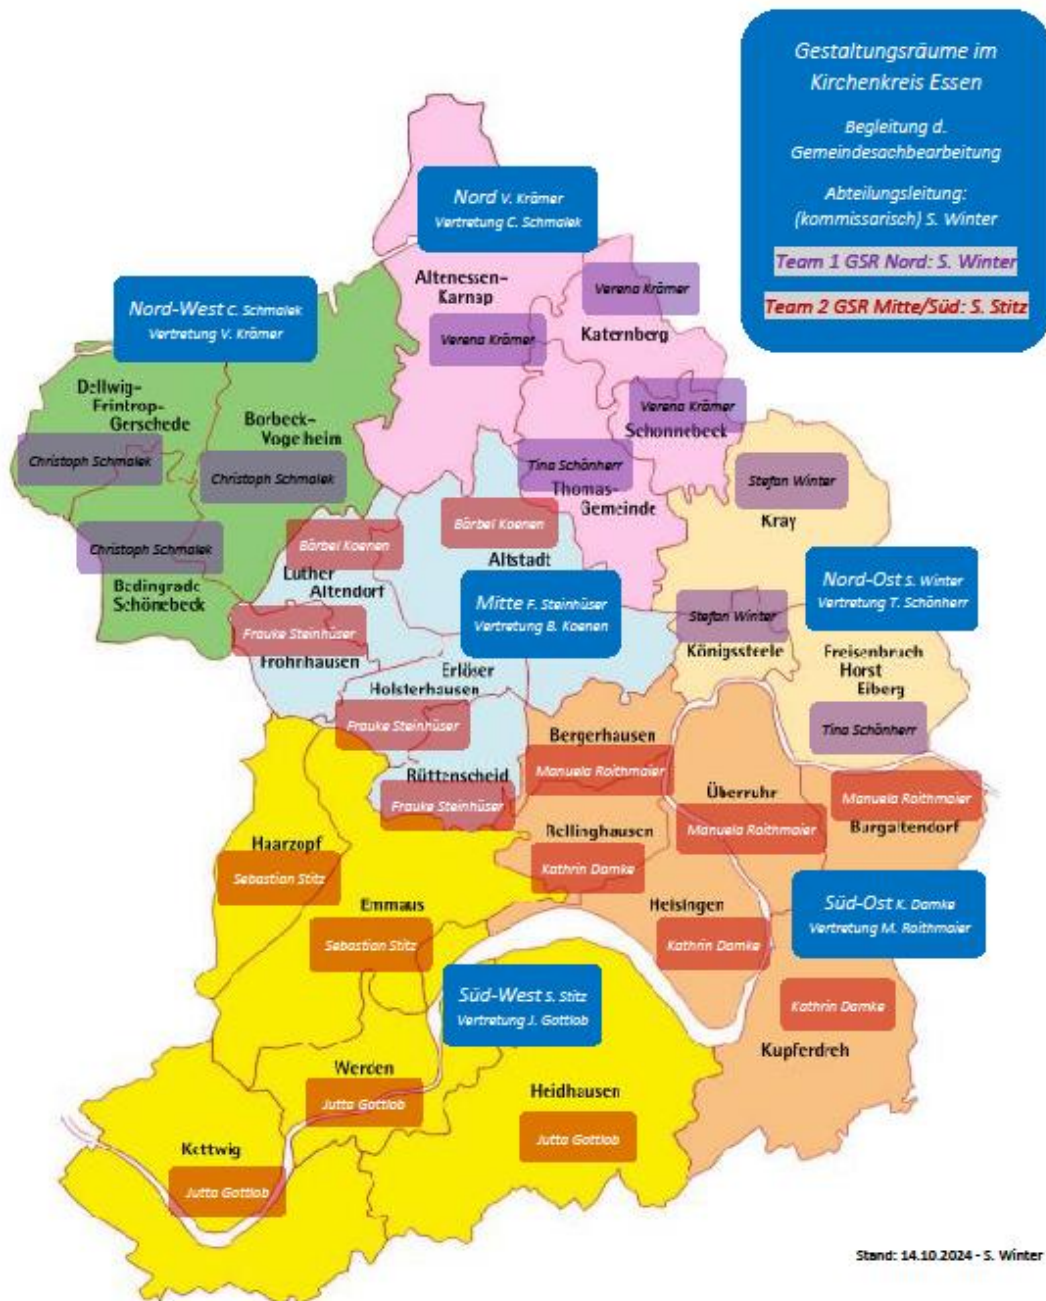 Gestaltungsräume im
Kirchenkreis Essen
Begleitung d.
Gemeindesachbearbeitung
Abteilungsleitung:
(kommissarisch) S. Winter
Team 1 GSR Nord: S. Winter
Team 2 GSR Mitte/Süd: S. Stitz
Nord V. Krämer
Vertretung C. Schmalek
Altenessen-
Karnap
Verena Krämer
Verena Krämer
Katernberg
Nord-West C. Schmalek
Vertretung V. Krämer
Dellwig-
Frintrop-
Gerschede
Christoph Schmalek
Borbeck-
Vogelheim
Christoph Schmalek
Verena Krämer
Schonnebeck
Tina Schönherr
Thomas-
Gemeinde
Stefan Winter
Kray
Christoph Schmalek
Bedingrade
Schönebeck
Bärbel Koenen
Luther
Altendorf
Bärbel Koenen
Altstadt
Mitte F. Steinhüser
Vertretung B. Koenen
Nord-Ost S. Winter
Vertretung T. Schönherr
Stefan Winter
Königssteele
Freisenbruch
Horst
Eiberg
Tina Schönherr
Frauke Steinhüser
Frohnhausen
Erlöser
Holsterhausen
Frauke Steinhüser
Rüttenscheid
Frauke Steinhüser
Bergerhausen
Manuela Roithmaier
Überruhr
Manuela Roithmaier
Manuela Roithmaier
Burgaltendorf
Haarzopf
Sebastian Stitz
Rellinghausen
Kathrin Damke
Emmaus
Sebastian Stitz
Heisingen
Kathrin Damke
Süd-Ost K. Damke
Vertretung M. Roithmaier
Süd-West S. Stitz
Vertretung J. Gottlob
Kathrin Damke
Kupferdreh
Werden
Jutta Gottlob
Heidhausen
Jutta Gottlob
Kettwig
Jutta Gottlob
Stand: 14.10.2024 - S. Winter